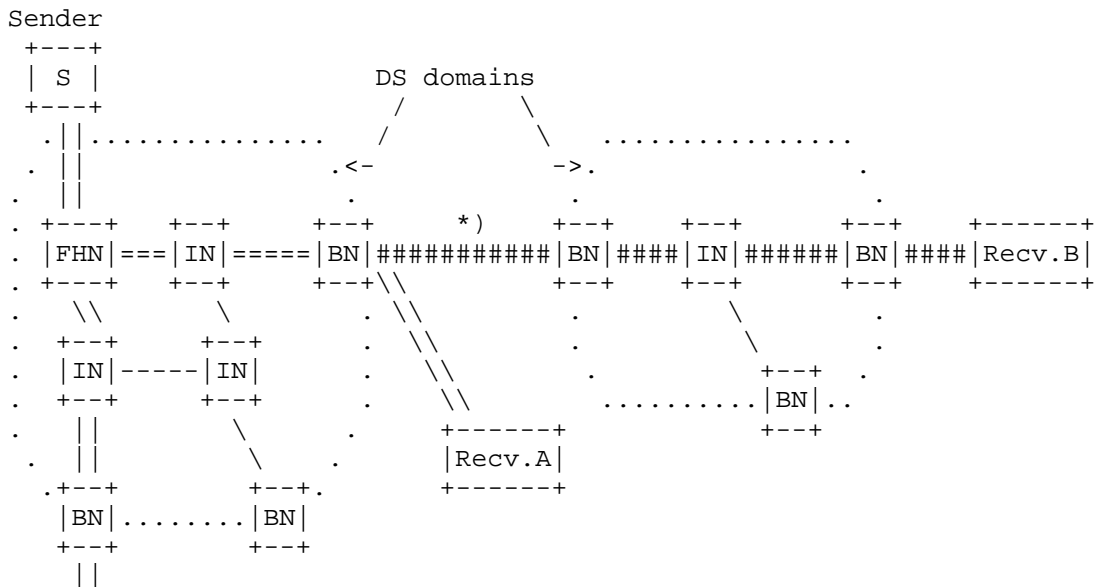 Sender
S
DS domains
*)
FHN IN BN BN IN BN Recv.B
IN IN
BN
Recv.A
BN BN